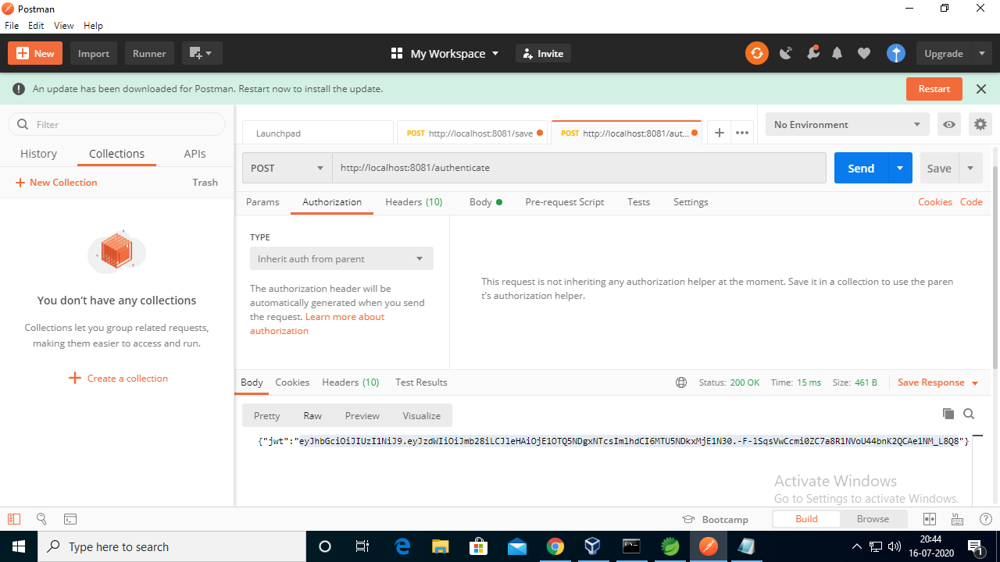 Postman
File Edit View Help
New Import Runner My Workspace Invite Upgrade
An update has been downloaded for Postman. Restart now to install the update. Restart
Filter
History Collections APIs
New Collection Trash
You don't have any collections
Collections let you group related requests,
making them easier to access and run.
Create a collection
Launchpad POST http://localhost:8081/save POST http://localhost:8081/aut... No Environment
POST http://localhost:8081/authenticate Send Save
Params Authorization Headers (10) Body Pre-request Script Tests Settings Cookies Code
TYPE
Inherit auth from parent
The authorization header will be
automatically generated when you send
the request. Learn more about
authorization
This request is not inheriting any authorization helper at the moment. Save it in a collection to use the paren
t's authorization helper.
Body Cookies Headers (10) Test Results Status: 200 OK Time: 15 ms Size: 461 B Save Response
Pretty Raw Preview Visualize
{"jwt":"eyJhbGciOiJIUzI1NiJ9.eyJzdWIiOiJmb28iLCJleHAiOjE1OTQ5NDgxNTcsImlhdCI6MTU5NDkxMjE1N30.-F-lSqsVwCcmi0ZC7a8R1NVoU44bnK2QCAe1NM_L8Q8"}
Activate Windows
Go to Settings to activate Windows.
Bootcamp Build Browse
Type here to search
20:44
16-07-2020
1